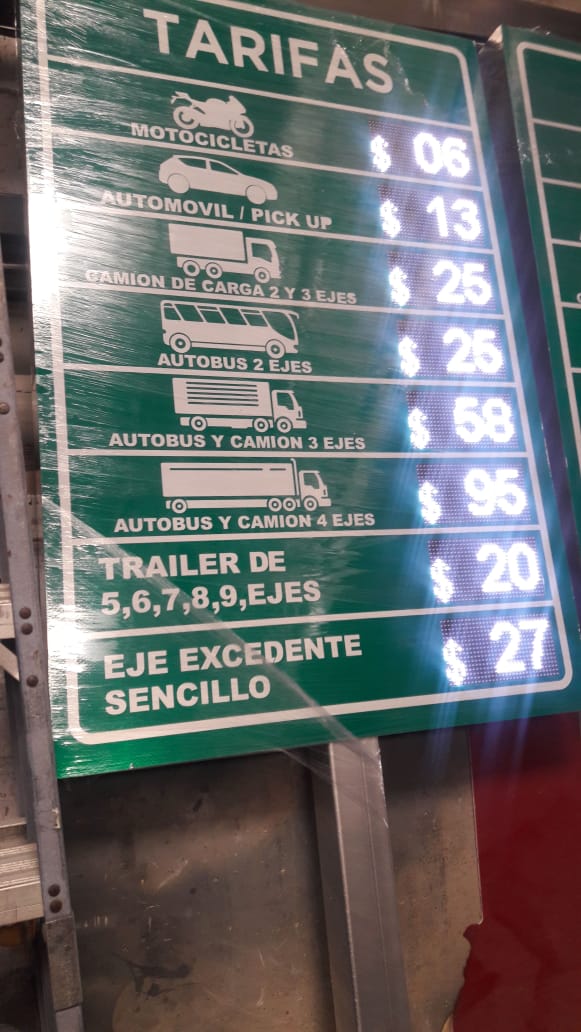 TARIFAS
MOTOCICLETAS $ 06
AUTOMOVIL / PICK UP $ 13
CAMION DE CARGA 2 Y 3 EJES $ 25
AUTOBUS 2 EJES $ 25
AUTOBUS Y CAMION 3 EJES $ 58
AUTOBUS Y CAMION 4 EJES $ 95
TRAILER DE
5,6,7,8,9,EJES $ 20
EJE EXCEDENTE
SENCILLO $ 27